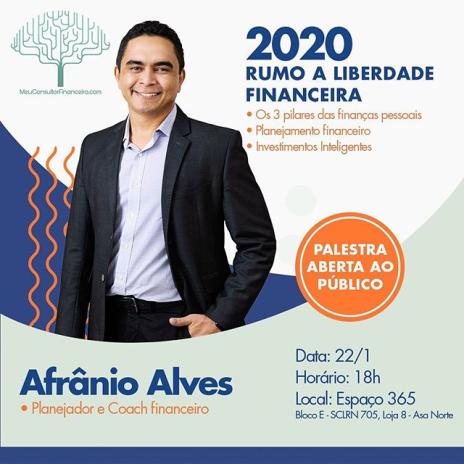 MeuConsultorFinanceiro.com
2020
RUMO A LIBERDADE
FINANCEIRA
• Os 3 pilares das finanças pessoais
• Planejamento financeiro
• Investimentos Inteligentes
PALESTRA
ABERTA AO
PÚBLICO
Afrânio Alves
• Planejador e Coach financeiro
Data: 22/1
Horário: 18h
Local: Espaço 365
Bloco E - SCLRN 705, Loja 8 - Asa Norte